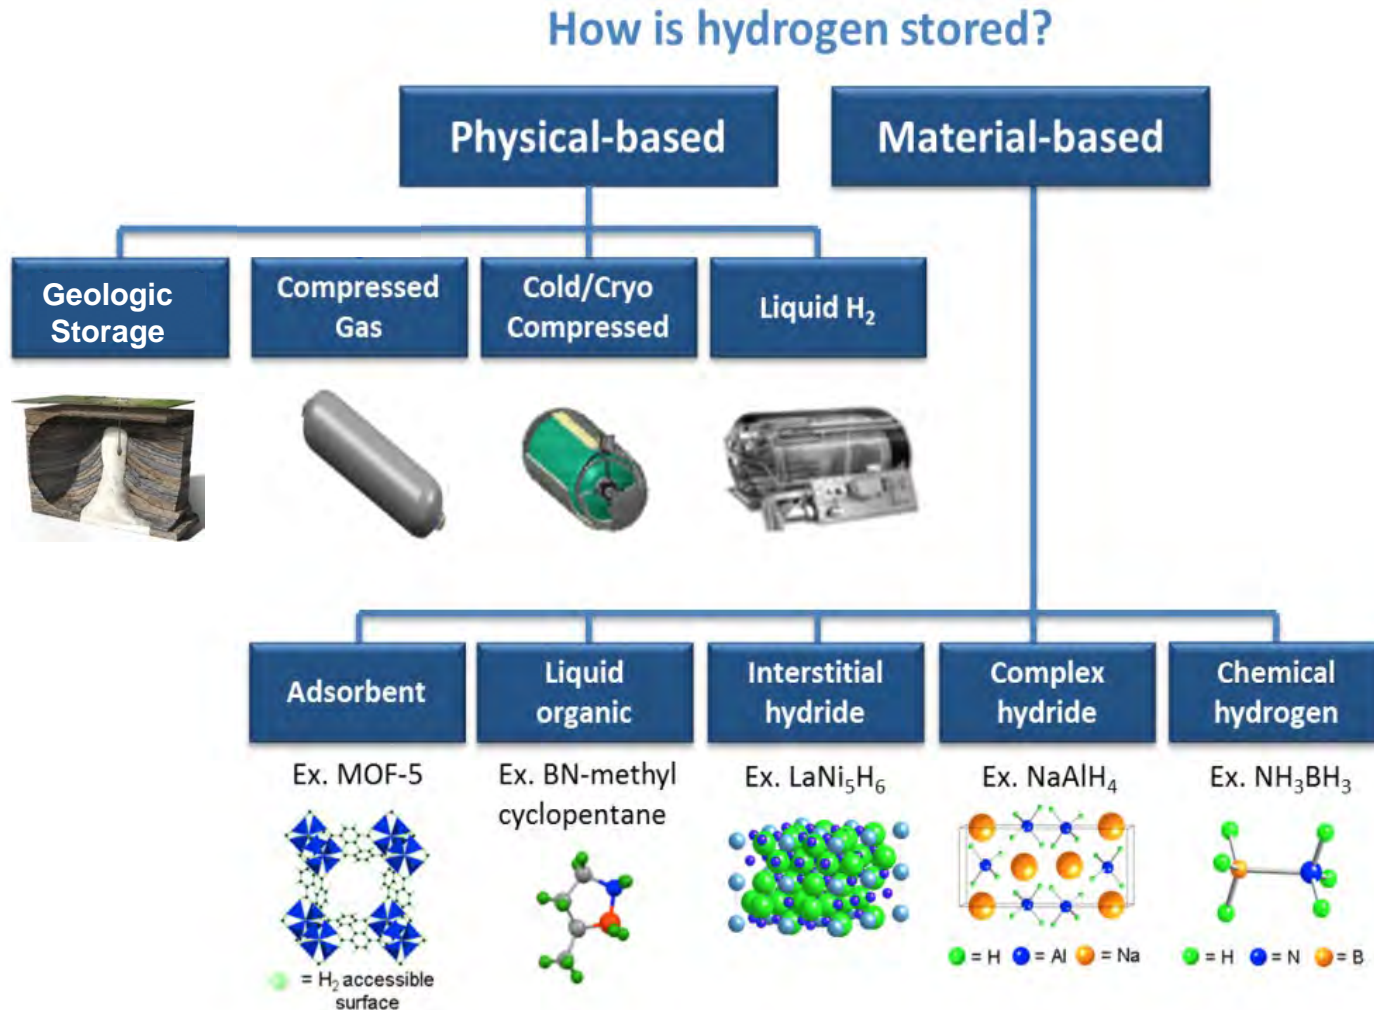 How is hydrogen stored?
Physical-based
Material-based
Geologic
Storage
Compressed
Gas
Cold/Cryo
Compressed
Liquid H₂
Adsorbent
Liquid
organic
Interstitial
hydride
Complex
hydride
Chemical
hydrogen
Ex. MOF-5
Ex. BN-methyl
cyclopentane
Ex. LaNi₅H₆
Ex. NaAlH₄
Ex. NH₃BH₃
= H₂ accessible
surface
= H = Al = Na
= H = N = B